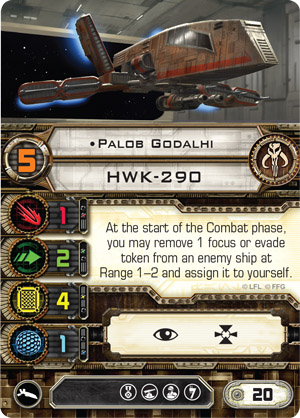 •Palob Godalhi
5
HWK-290
1
2
4
1
At the start of the Combat phase,
you may remove 1 focus or evade
token from an enemy ship at
Range 1–2 and assign it to yourself.
© LFL © FFG
20